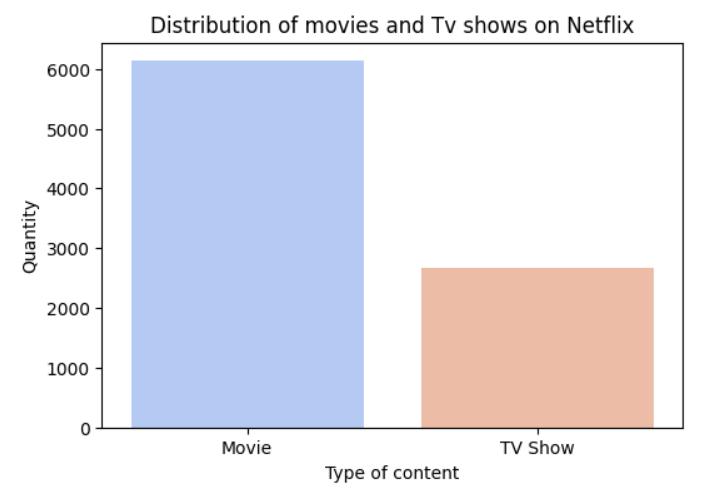 Distribution of movies and Tv shows on Netflix
6000
5000
4000
3000
2000
1000
0
Quantity
Movie
TV Show
Type of content